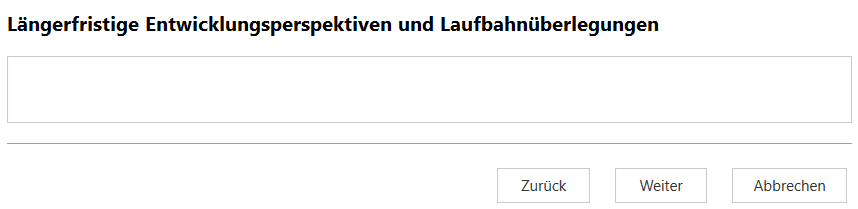 Längerfristige Entwicklungsperspektiven und Laufbahnüberlegungen
Zurück Weiter Abbrechen